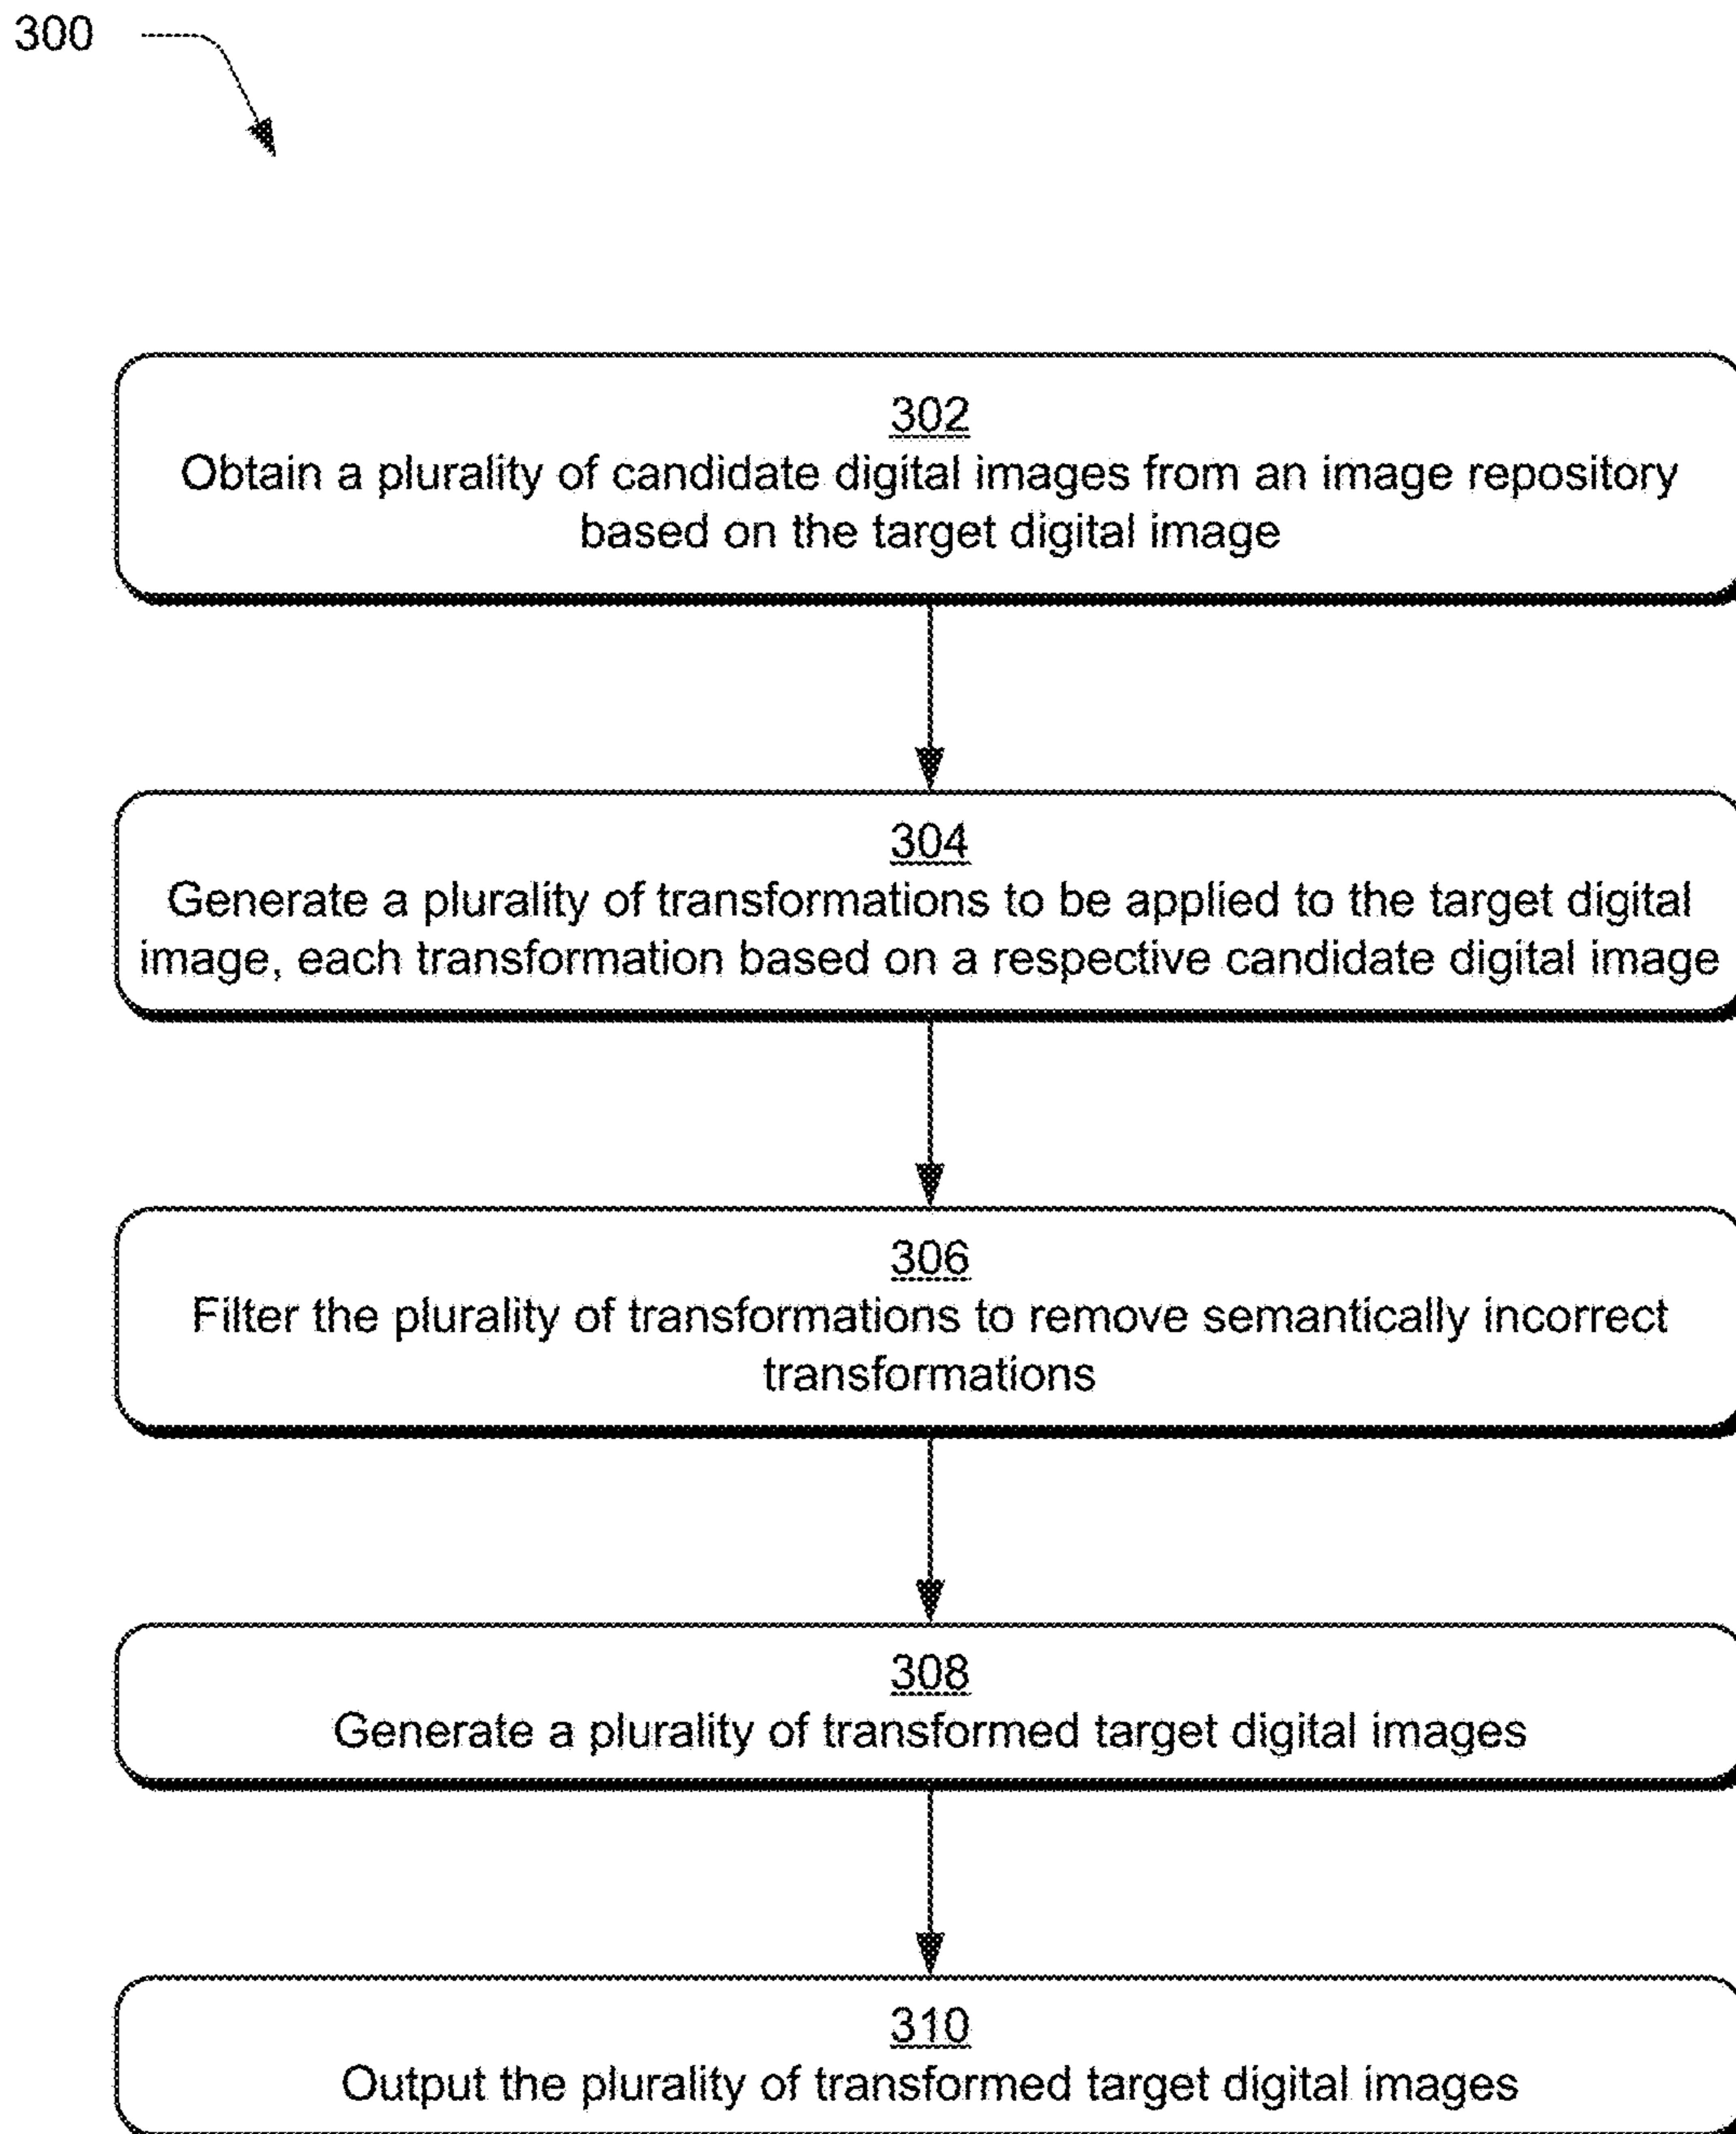 300
302
Obtain a plurality of candidate digital images from an image repository
based on the target digital image
304
Generate a plurality of transformations to be applied to the target digital
image, each transformation based on a respective candidate digital image
306
Filter the plurality of transformations to remove semantically incorrect
transformations
308
Generate a plurality of transformed target digital images
310
Output the plurality of transformed target digital images